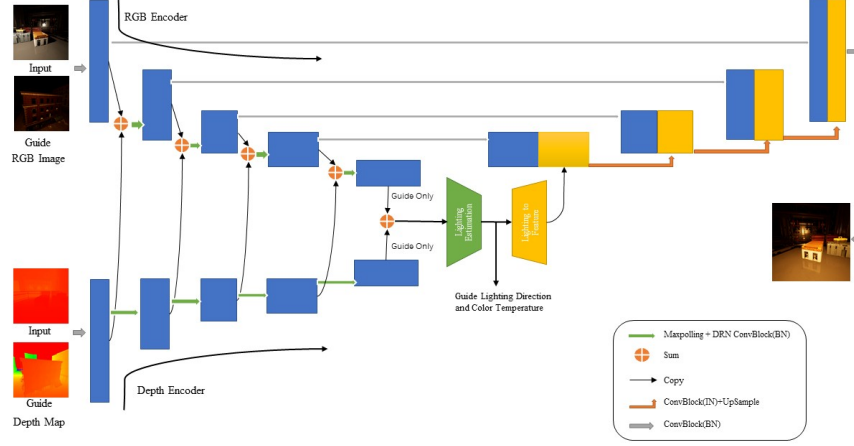 RGB Encoder
Input
Guide
RGB Image
Guide Only
Guide Only
Lighting
Estimation
Lighting to
Feature
Guide Lighting Direction
and Color Temperature
Input
Guide
Depth Map
Depth Encoder
Maxpolling + DRN ConvBlock(BN)
Sum
Copy
ConvBlock(IN)+UpSample
ConvBlock(BN)